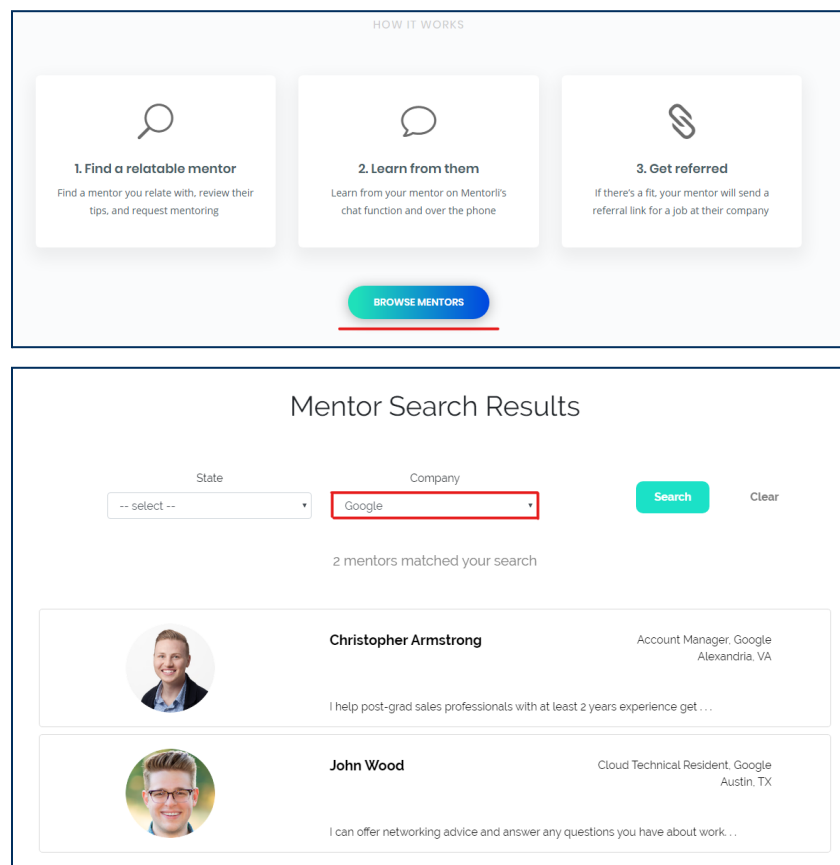 HOW IT WORKS
1. Find a relatable mentor
Find a mentor you relate with, review their
tips, and request mentoring
2. Learn from them
Learn from your mentor on Mentorli's
chat function and over the phone
3. Get referred
If there's a fit, your mentor will send a
referral link for a job at their company
BROWSE MENTORS
Mentor Search Results
State
-- select --
Company
Google
Search
Clear
2 mentors matched your search
Christopher Armstrong
Account Manager, Google
Alexandria, VA
I help post-grad sales professionals with at least 2 years experience get . . .
John Wood
Cloud Technical Resident, Google
Austin, TX
I can offer networking advice and answer any questions you have about work. . .